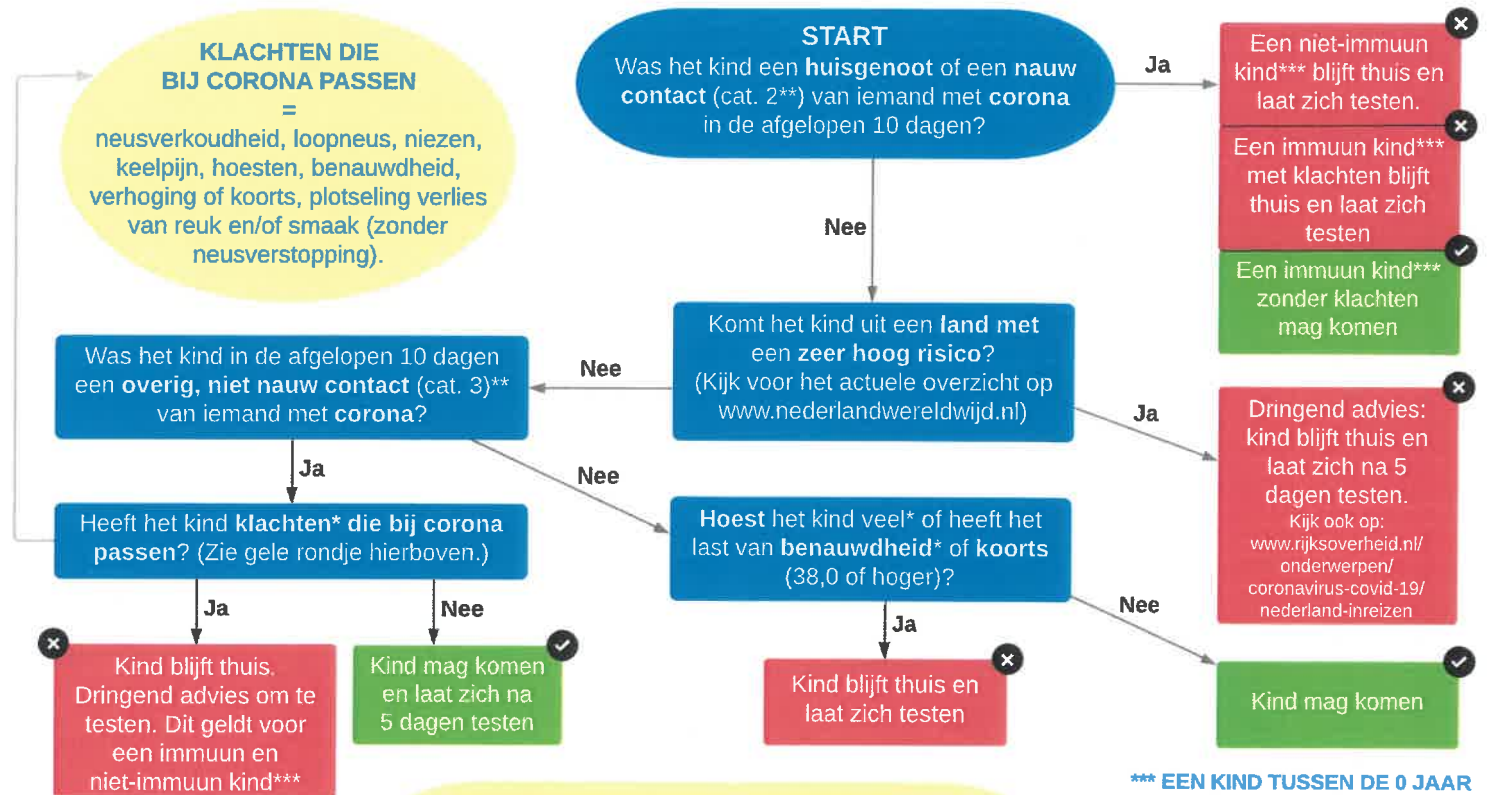 KLACHTEN DIE
BIJ CORONA PASSEN
=
neusverkoudheid, loopneus, niezen,
keelpijn, hoesten, benauwdheid,
verhoging of koorts, plotseling verlies
van reuk en/of smaak (zonder
neusverstopping).
START
Was het kind een huisgenoot of een nauw
contact (cat. 2**) van iemand met corona
in de afgelopen 10 dagen?
Ja
Een niet-immuun
kind*** blijft thuis en
laat zich testen.
Een immuun kind***
met klachten blijft
thuis en laat zich
testen
Een immuun kind***
zonder klachten
mag komen
Nee
Komt het kind uit een land met
een zeer hoog risico?
(Kijk voor het actuele overzicht op
www.nederlandwereldwijd.nl)
Ja
Dringend advies:
kind blijft thuis en
laat zich na 5
dagen testen.
Kijk ook op:
www.rijksoverheid.nl/
onderwerpen/
coronavirus-covid-19/
nederland-inreizen
Nee
Was het kind in de afgelopen 10 dagen
een overig, niet nauw contact (cat. 3)**
van iemand met corona?
Ja
Nee
Heeft het kind klachten* die bij corona
passen? (Zie gele rondje hierboven.)
Ja
Nee
Kind blijft thuis.
Dringend advies om te
testen. Dit geldt voor
een immuun en
niet-immuun kind***
Kind mag komen
en laat zich na
5 dagen testen
Hoest het kind veel* of heeft het
last van benauwdheid* of koorts
(38,0 of hoger)?
Ja
Nee
Kind blijft thuis en
laat zich testen
Kind mag komen
*** EEN KIND TUSSEN DE 0 JAAR